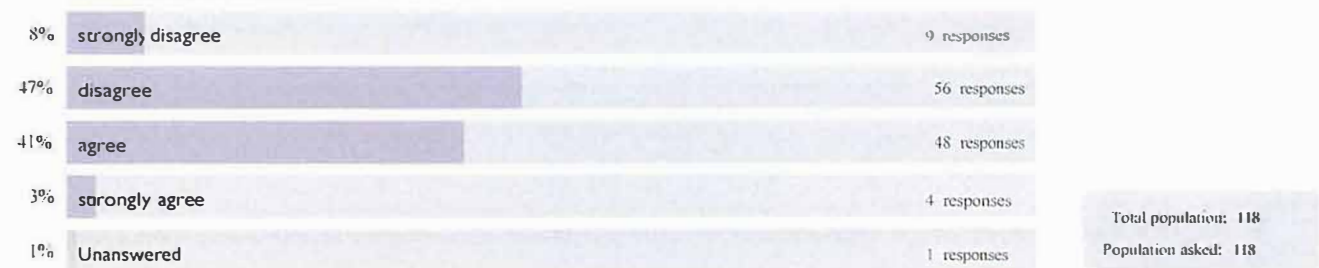 8% strongly disagree 9 responses
47% disagree 56 responses
41% agree 48 responses
3% strongly agree 4 responses
Total population: 118
1% Unanswered 1 responses
Population asked: 118